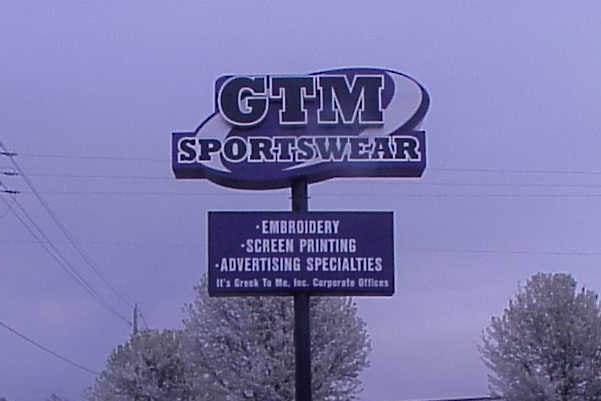 GTM
SPORTSWEAR
·EMBROIDERY
·SCREEN PRINTING
·ADVERTISING SPECIALTIES
It's Greek To Me, Inc. Corporate Offices